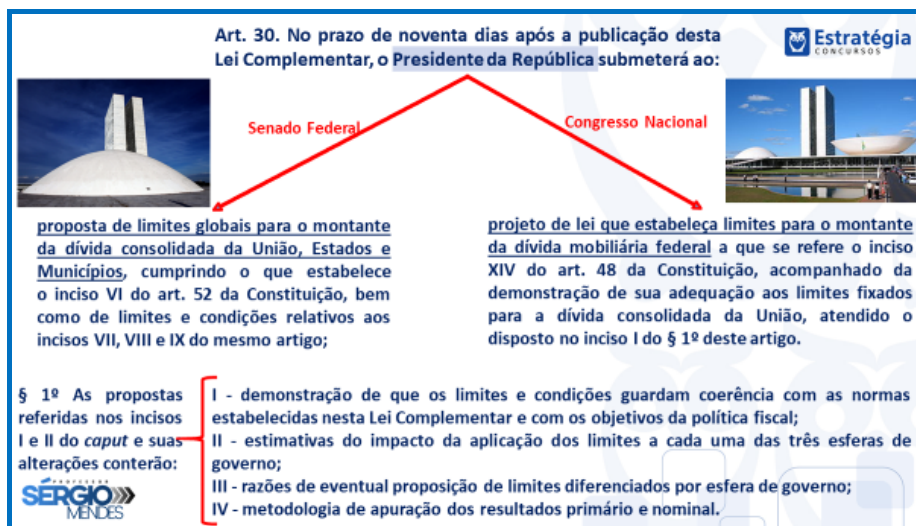 Art. 30. No prazo de noventa dias após a publicação desta
Lei Complementar, o Presidente da República submeterá ao:
Estratégia
CONCURSOS
Senado Federal
Congresso Nacional
proposta de limites globais para o montante
da dívida consolidada da União, Estados e
Municípios, cumprindo o que estabelece
o inciso VI do art. 52 da Constituição, bem
como de limites e condições relativos aos
incisos VII, VIII e IX do mesmo artigo;
projeto de lei que estabeleça limites para o montante
da dívida mobiliária federal a que se refere o inciso
XIV do art. 48 da Constituição, acompanhado da
demonstração de sua adequação aos limites fixados
para a dívida consolidada da União, atendido o
disposto no inciso I do § 1º deste artigo.
§ 1º As propostas
referidas nos incisos
I e II do caput e suas
alterações conterão:
I - demonstração de que os limites e condições guardam coerência com as normas
estabelecidas nesta Lei Complementar e com os objetivos da política fiscal;
II - estimativas do impacto da aplicação dos limites a cada uma das três esferas de
governo;
III - razões de eventual proposição de limites diferenciados por esfera de governo;
IV - metodologia de apuração dos resultados primário e nominal.
PROFESSOR
SÉRGIO
MENDES